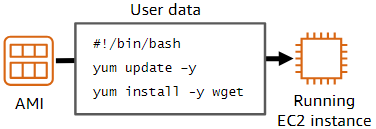 User data
#!/bin/bash
yum update –y
yum install -y wget
AMI
Running
EC2 instance